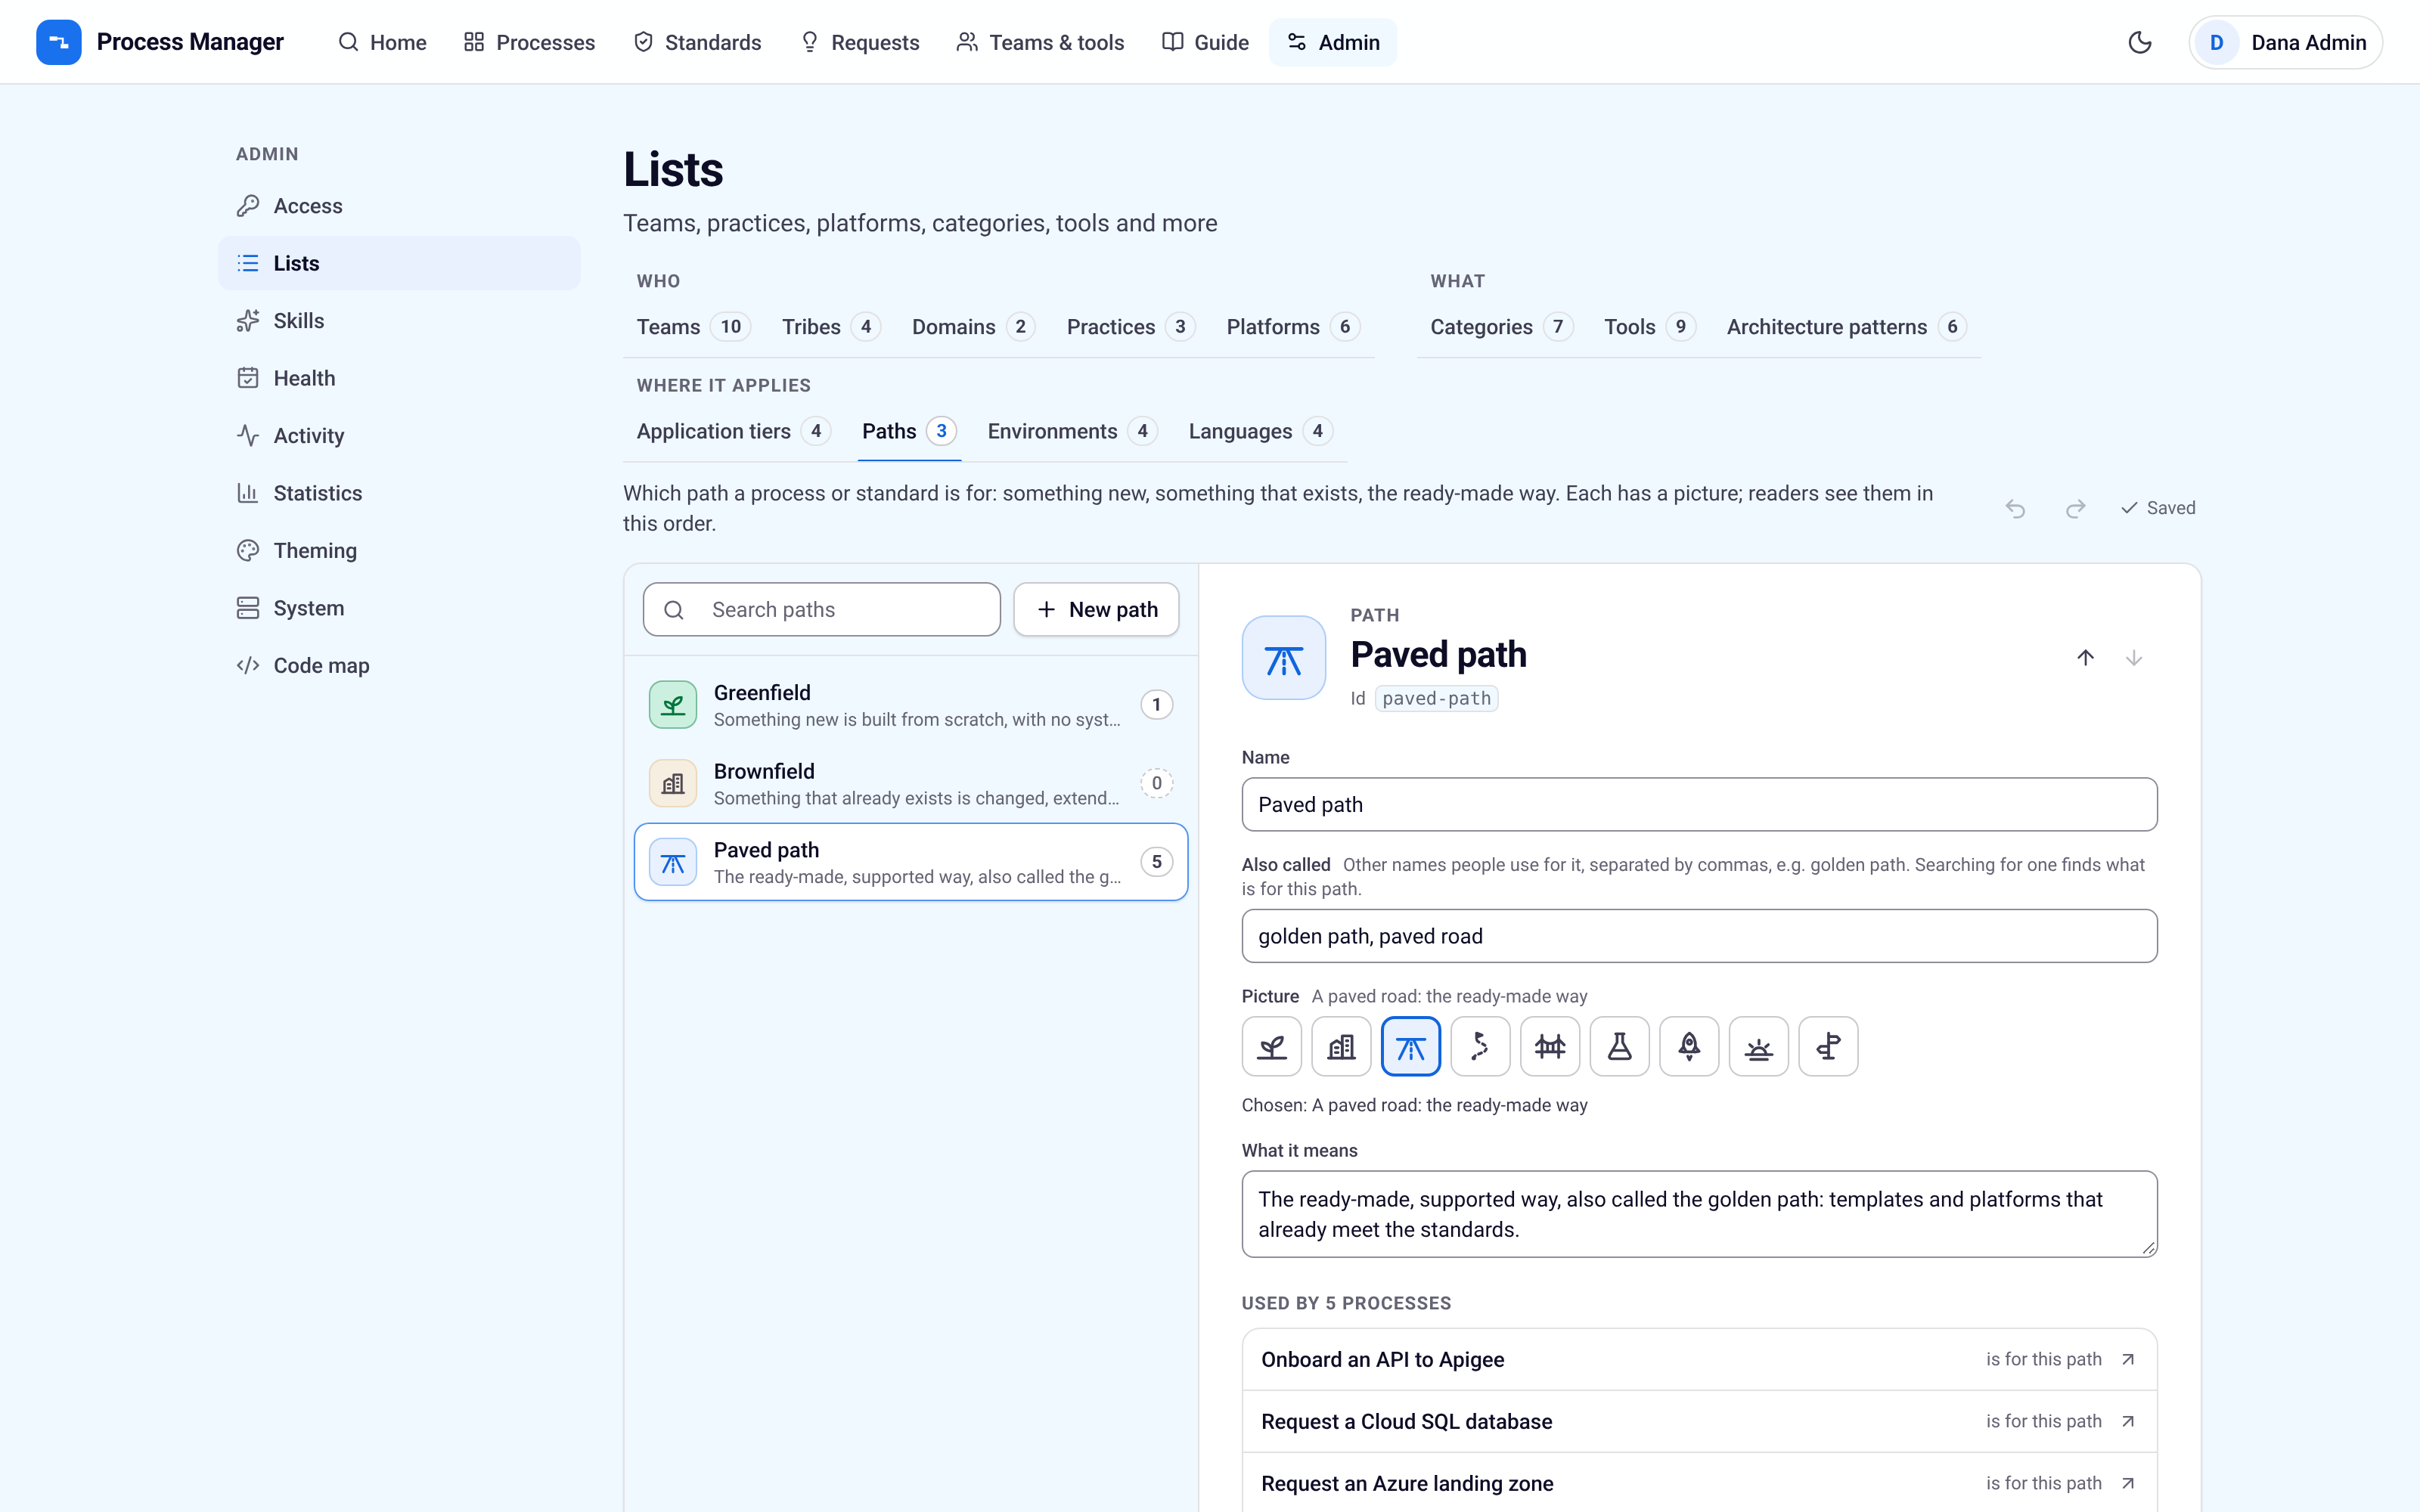 Process Manager
Home
Processes
Standards
Requests
Teams & tools
Guide
Admin
D
Dana Admin
ADMIN
Access
Lists
Skills
Health
Activity
Statistics
Theming
System
Code map
Lists
Teams, practices, platforms, categories, tools and more
WHO
Teams 10
Tribes 4
Domains 2
Practices 3
Platforms 6
WHAT
Categories 7
Tools 9
Architecture patterns 6
WHERE IT APPLIES
Application tiers 4
Paths 3
Environments 4
Languages 4
Which path a process or standard is for: something new, something that exists, the ready-made way. Each has a picture; readers see them in
this order.
Saved
Search paths
New path
Greenfield
Something new is built from scratch, with no syst...
1
Brownfield
Something that already exists is changed, extend...
0
Paved path
The ready-made, supported way, also called the g...
5
PATH
Paved path
Id paved-path
Name
Paved path
Also called Other names people use for it, separated by commas, e.g. golden path. Searching for one finds what
is for this path.
golden path, paved road
Picture A paved road: the ready-made way
Chosen: A paved road: the ready-made way
What it means
The ready-made, supported way, also called the golden path: templates and platforms that
already meet the standards.
USED BY 5 PROCESSES
Onboard an API to Apigee
is for this path
Request a Cloud SQL database
is for this path
Request an Azure landing zone
is for this path